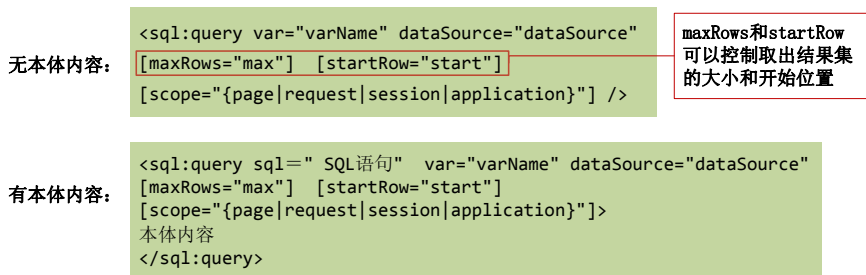 无本体内容：
<sql:query var="varName" dataSource="dataSource"
[maxRows="max"] [startRow="start"]
[scope="{page|request|session|application}"] />
maxRows和startRow
可以控制取出结果集
的大小和开始位置
有本体内容：
<sql:query sql＝" SQL语句" var="varName" dataSource="dataSource"
[maxRows="max"] [startRow="start"]
[scope="{page|request|session|application}"]>
本体内容
</sql:query>